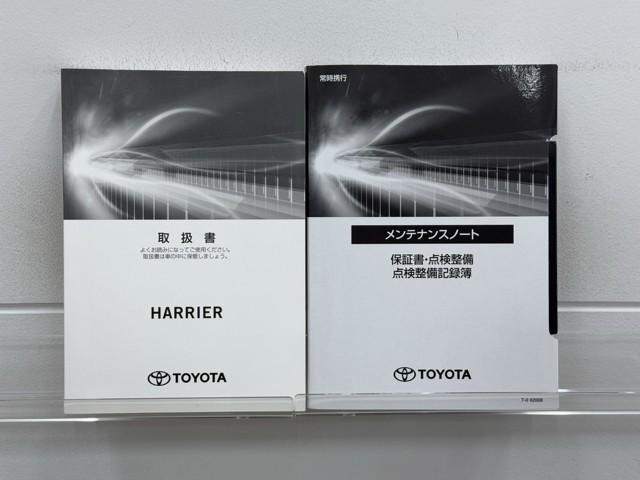 取扱書
よくお読みになってご使用ください。
取扱書は車の中に保管しましょう。
HARRIER
TOYOTA
常時携行
メンテナンスノート
保証書・点検整備
点検整備記録簿
TOYOTA